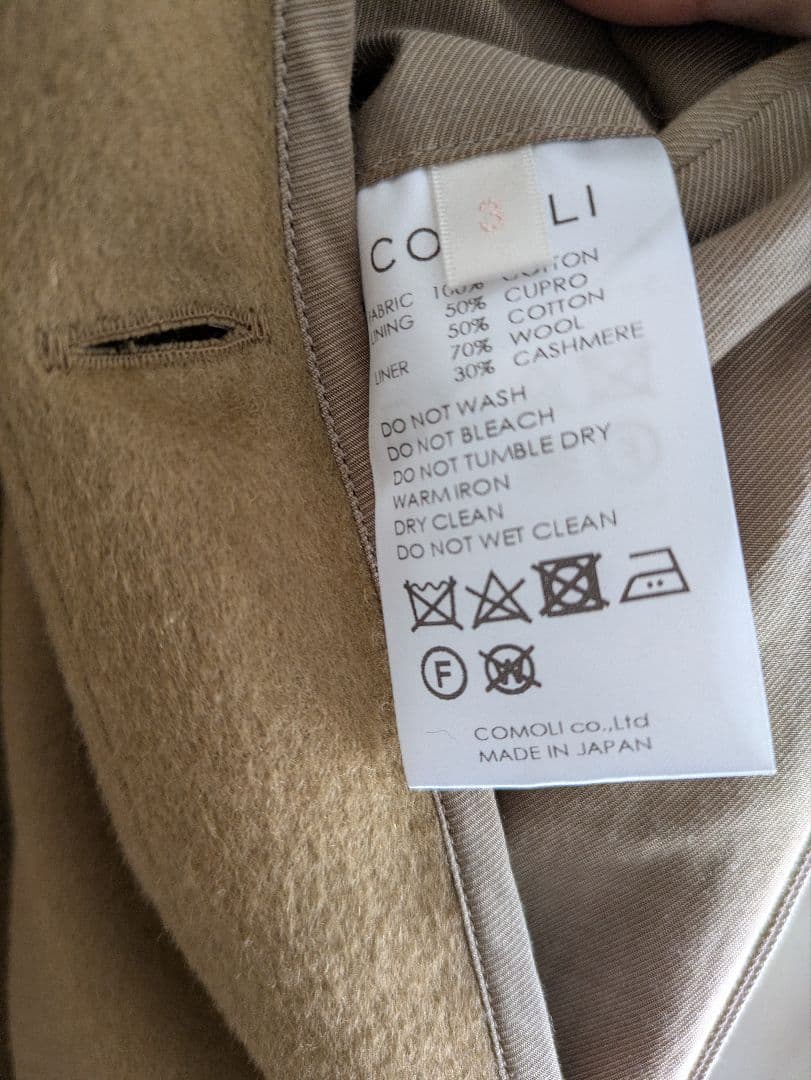 CO LI
S
FABRIC 100% COTTON
LINING 50% CUPRO
50% COTTON
LINER 70% WOOL
30% CASHMERE
DO NOT WASH
DO NOT BLEACH
DO NOT TUMBLE DRY
WARM IRON
DRY CLEAN
DO NOT WET CLEAN
F W
COMOLI co.,Ltd
MADE IN JAPAN